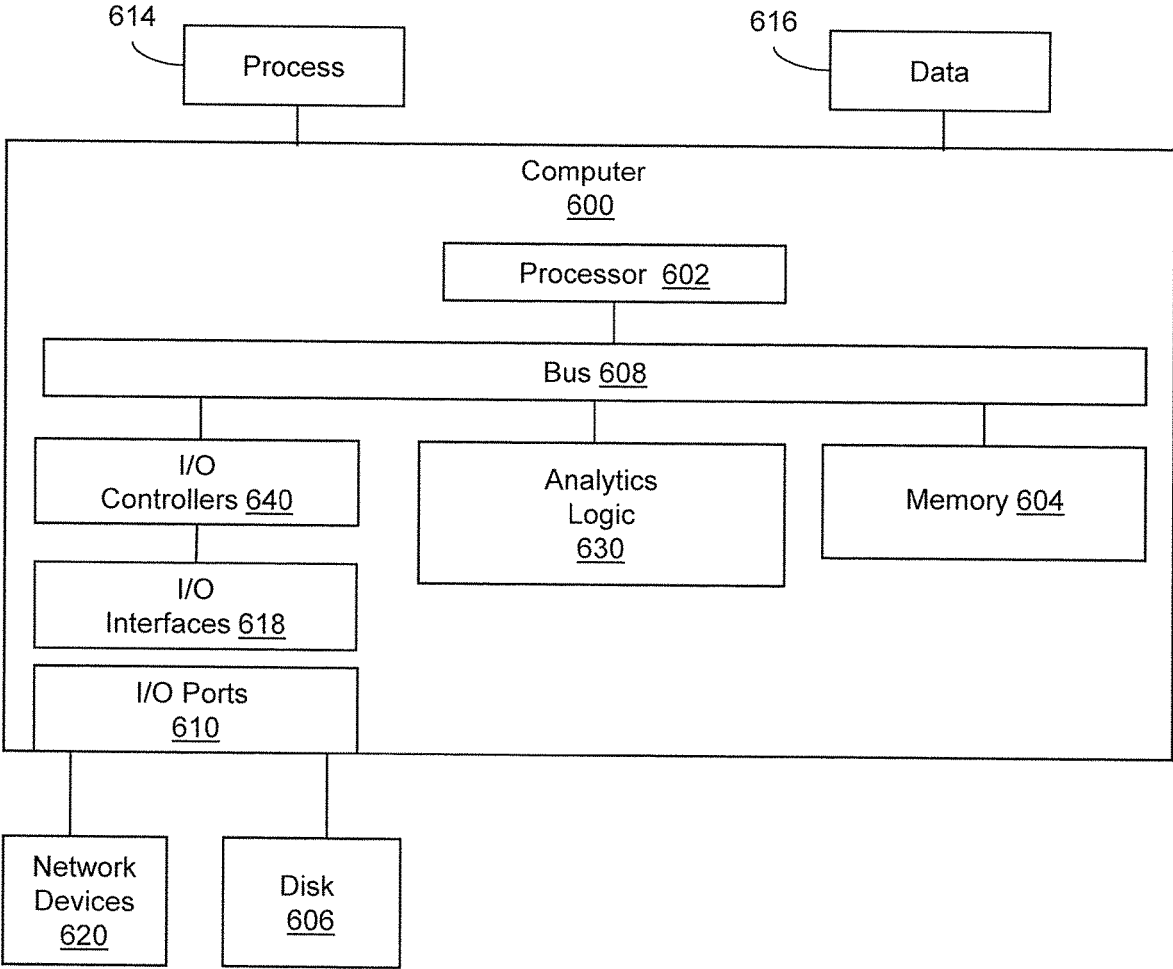 614
Process
616
Data
Computer
600
Processor 602
Bus 608
I/O
Controllers 640
Analytics
Logic
630
Memory 604
I/O
Interfaces 618
I/O Ports
610
Network
Devices
620
Disk
606